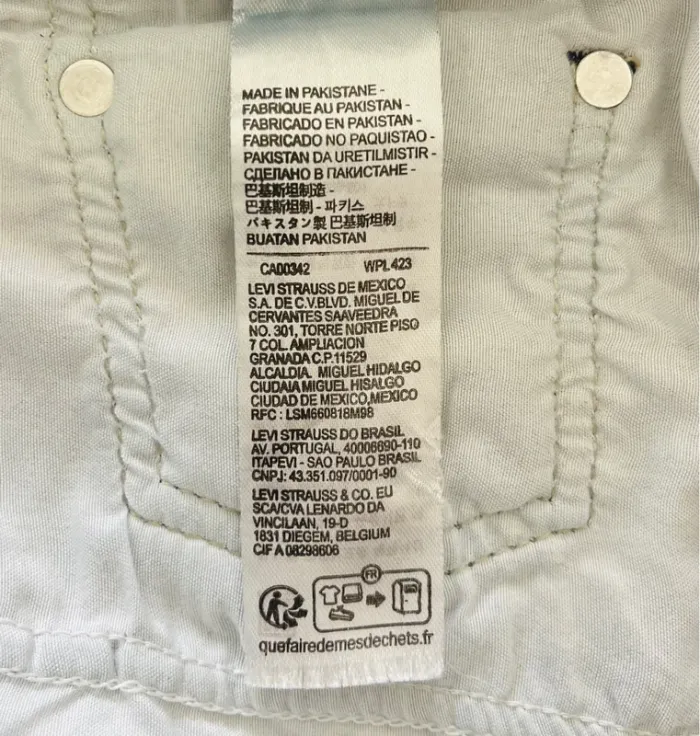 MADE IN PAKISTANE -
FABRIQUE AU PAKISTAN -
FABRICADO EN PAKISTAN -
FABRICADO NO PAQUISTAO -
PAKISTAN DA URETILMISTIR -
СДЕЛАНО В ПАКИСТАНЕ -
巴基斯坦制造 -
巴基斯坦制 - 파키스
パキスタン製 巴基斯坦制
BUATAN PAKISTAN
CA00342 WPL423
LEVI STRAUSS DE MEXICO
S.A. DE C.V.BLVD. MIGUEL DE
CERVANTES SAAVEEDRA
NO. 301, TORRE NORTE PISO
7 COL. AMPLIACION
GRANADA C.P.11529
ALCALDIA. MIGUEL HIDALGO
CIUDAIA MIGUEL HISALGO
CIUDAD DE MEXICO,MEXICO
RFC : LSM660818M98
LEVI STRAUSS DO BRASIL
AV. PORTUGAL, 40006690-110
ITAPEVI - SAO PAULO BRASIL
CNPJ: 43.351.097/0001-90
LEVI STRAUSS & CO. EU
SCA/CVA LENARDO DA
VINCILAAN, 19-D
1831 DIEGEM, BELGIUM
CIF A 08298606
FR
quefairedemesdechets.fr